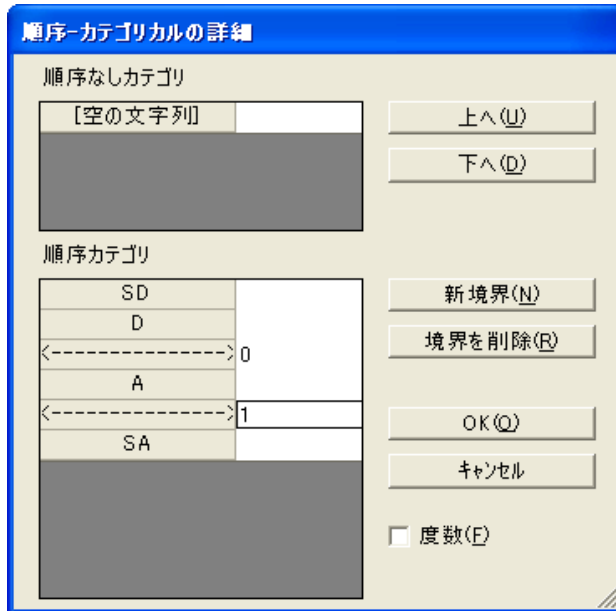 順序-カテゴリカルの詳細
順序なしカテゴリ
[空の文字列]
上へ(U)
下へ(D)
順序カテゴリ
SD
D
<--------------->0
A
<--------------->1
SA
新境界(N)
境界を削除(R)
OK(O)
キャンセル
度数(F)